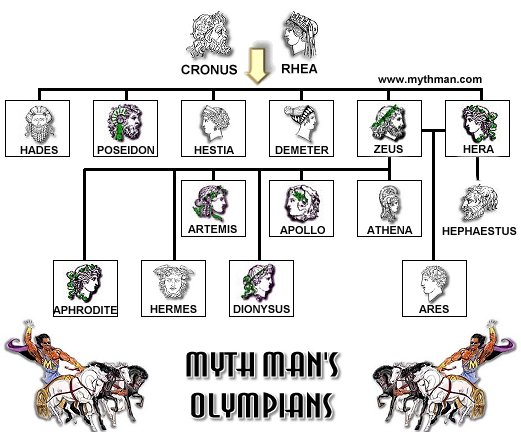 CRONUS
RHEA
www.mythman.com
HADES
POSEIDON
HESTIA
DEMETER
ZEUS
HERA
ARTEMIS
APOLLO
ATHENA
HEPHAESTUS
APHRODITE
HERMES
DIONYSUS
ARES
MYTH MAN'S
OLYMPIANS